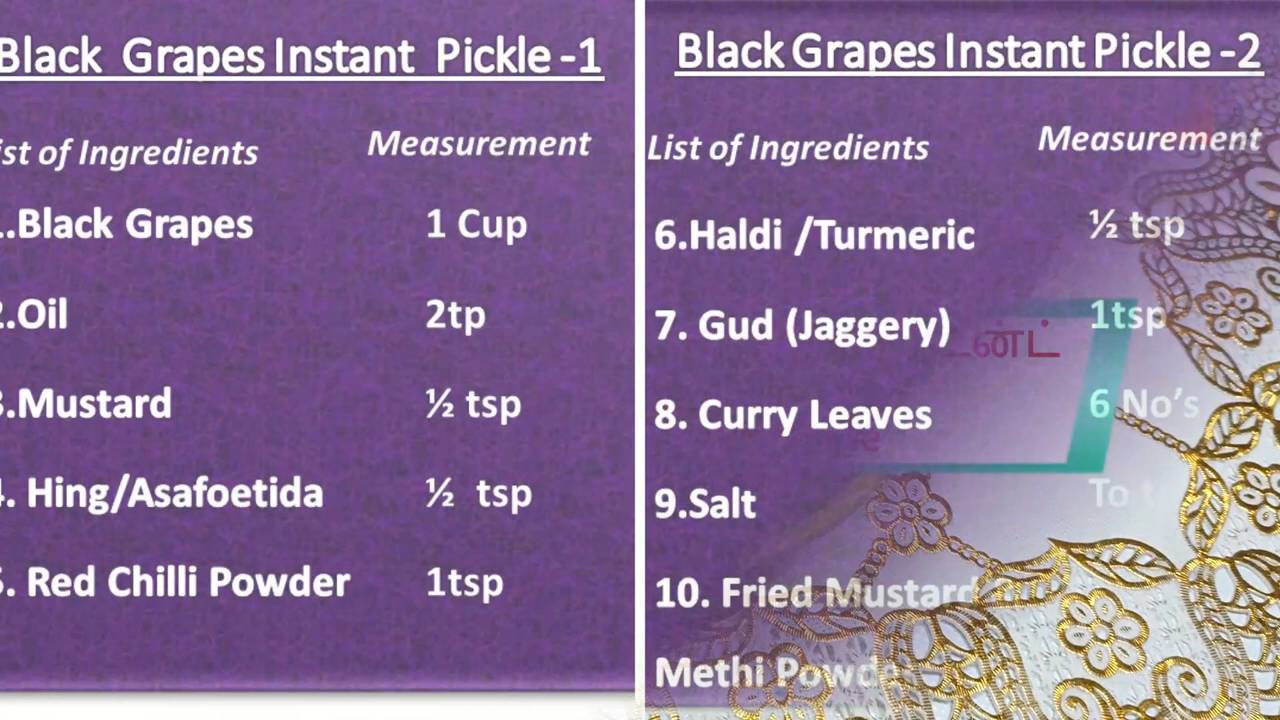 Black Grapes Instant Pickle -1
ist of Ingredients Measurement
.Black Grapes 1 Cup
.Oil 2tp
.Mustard ½ tsp
. Hing/Asafoetida ½ tsp
. Red Chilli Powder 1tsp
Black Grapes Instant Pickle -2
List of Ingredients Measurement
6.Haldi /Turmeric ½ tsp
7. Gud (Jaggery) 1tsp
8. Curry Leaves 6 No's
9.Salt To
10. Fried Mustard
Methi